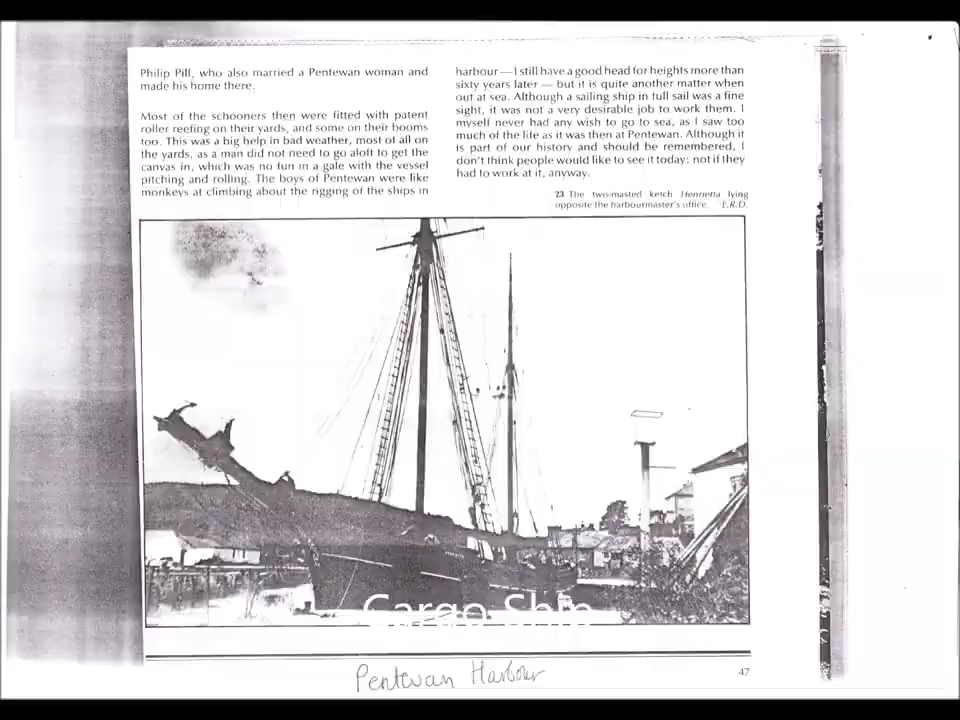 Philip Pill, who also married a Pentewan woman and
made his home there.
Most of the schooners then were fitted with patent
roller reefing on their yards, and some on their booms
too. This was a big help in bad weather, most of all on
the yards, as a man did not need to go aloft to get the
canvas in, which was no fun in a gale with the vessel
pitching and rolling. The boys of Pentewan were like
monkeys at climbing about the rigging of the ships in
harbour — I still have a good head for heights more than
sixty years later — but it is quite another matter when
out at sea. Although a sailing ship in full sail was a fine
sight, it was not a very desirable job to work them. I
myself never had any wish to go to sea, as I saw too
much of the life as it was then at Pentewan. Although it
is part of our history and should be remembered, I
don't think people would like to see it today: not if they
had to work at it, anyway.
23 The two-masted ketch Henrietta lying
opposite the harbourmaster's office. E.R.D.
Cargo Ship
47
Pentewan Harbour